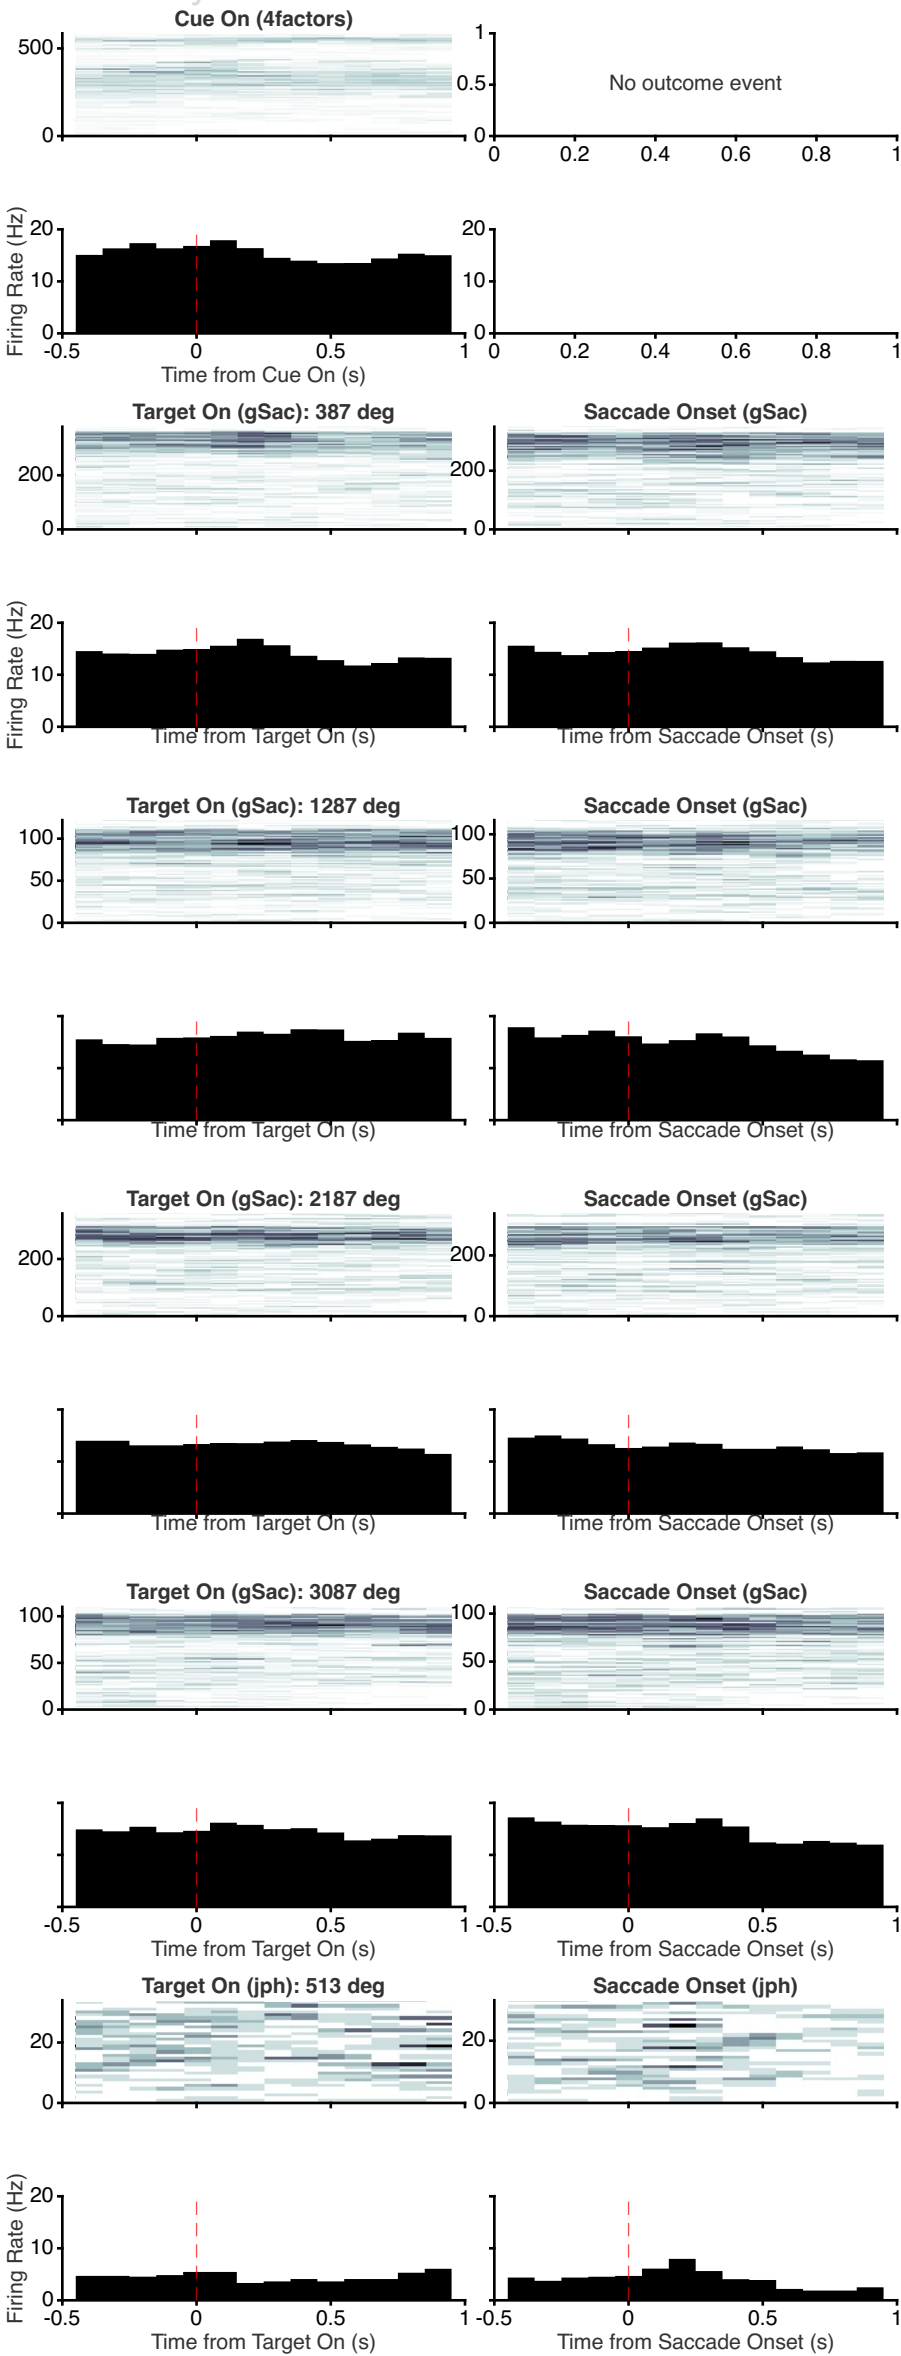 Cue On (4factors)
500
0
1
0.5
0
No outcome event
0 0.2 0.4 0.6 0.8 1
Firing Rate (Hz)
20
10
0
-0.5 0 0.5 1
Time from Cue On (s)
20
10
0
0 0.2 0.4 0.6 0.8 1
Target On (gSac): 387 deg
200
0
Saccade Onset (gSac)
200
0
Firing Rate (Hz)
20
10
0
Time from Target On (s)
Time from Saccade Onset (s)
Target On (gSac): 1287 deg
100
50
0
Saccade Onset (gSac)
100
50
0
Time from Target On (s)
Time from Saccade Onset (s)
Target On (gSac): 2187 deg
200
0
Saccade Onset (gSac)
200
0
Time from Target On (s)
Time from Saccade Onset (s)
Target On (gSac): 3087 deg
100
50
0
Saccade Onset (gSac)
100
50
0
-0.5 0 0.5 1
Time from Target On (s)
-0.5 0 0.5 1
Time from Saccade Onset (s)
Target On (jph): 513 deg
20
0
Saccade Onset (jph)
20
0
Firing Rate (Hz)
20
10
0
-0.5 0 0.5 1
Time from Target On (s)
-0.5 0 0.5 1
Time from Saccade Onset (s)